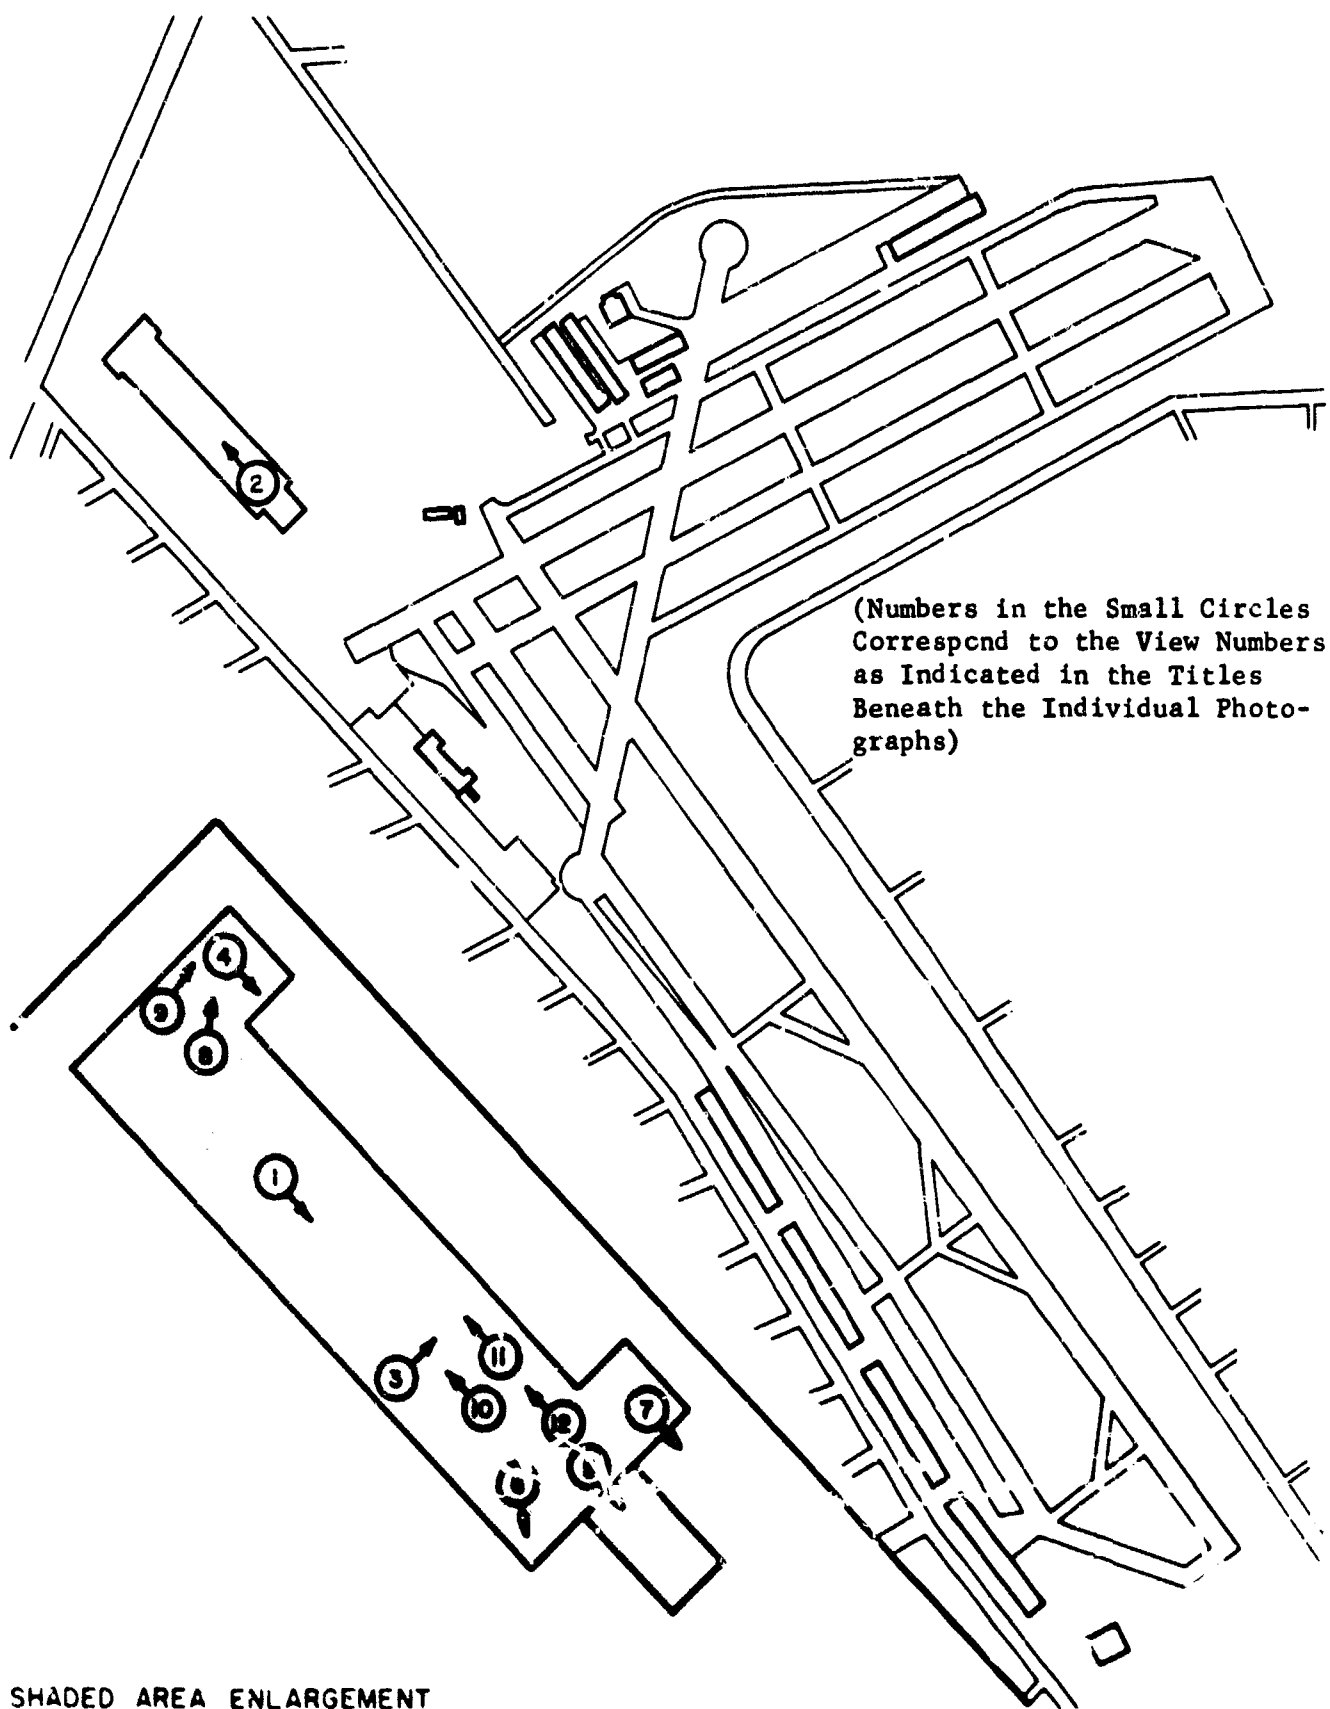 2
(Numbers in the Small Circles
Correspcnd to the View Numbers
as Indicated in the Titles
Beneath the Individual Photo-
graphs)
4
9
8
1
11
3
10
7
12
SHADED AREA ENLARGEMENT